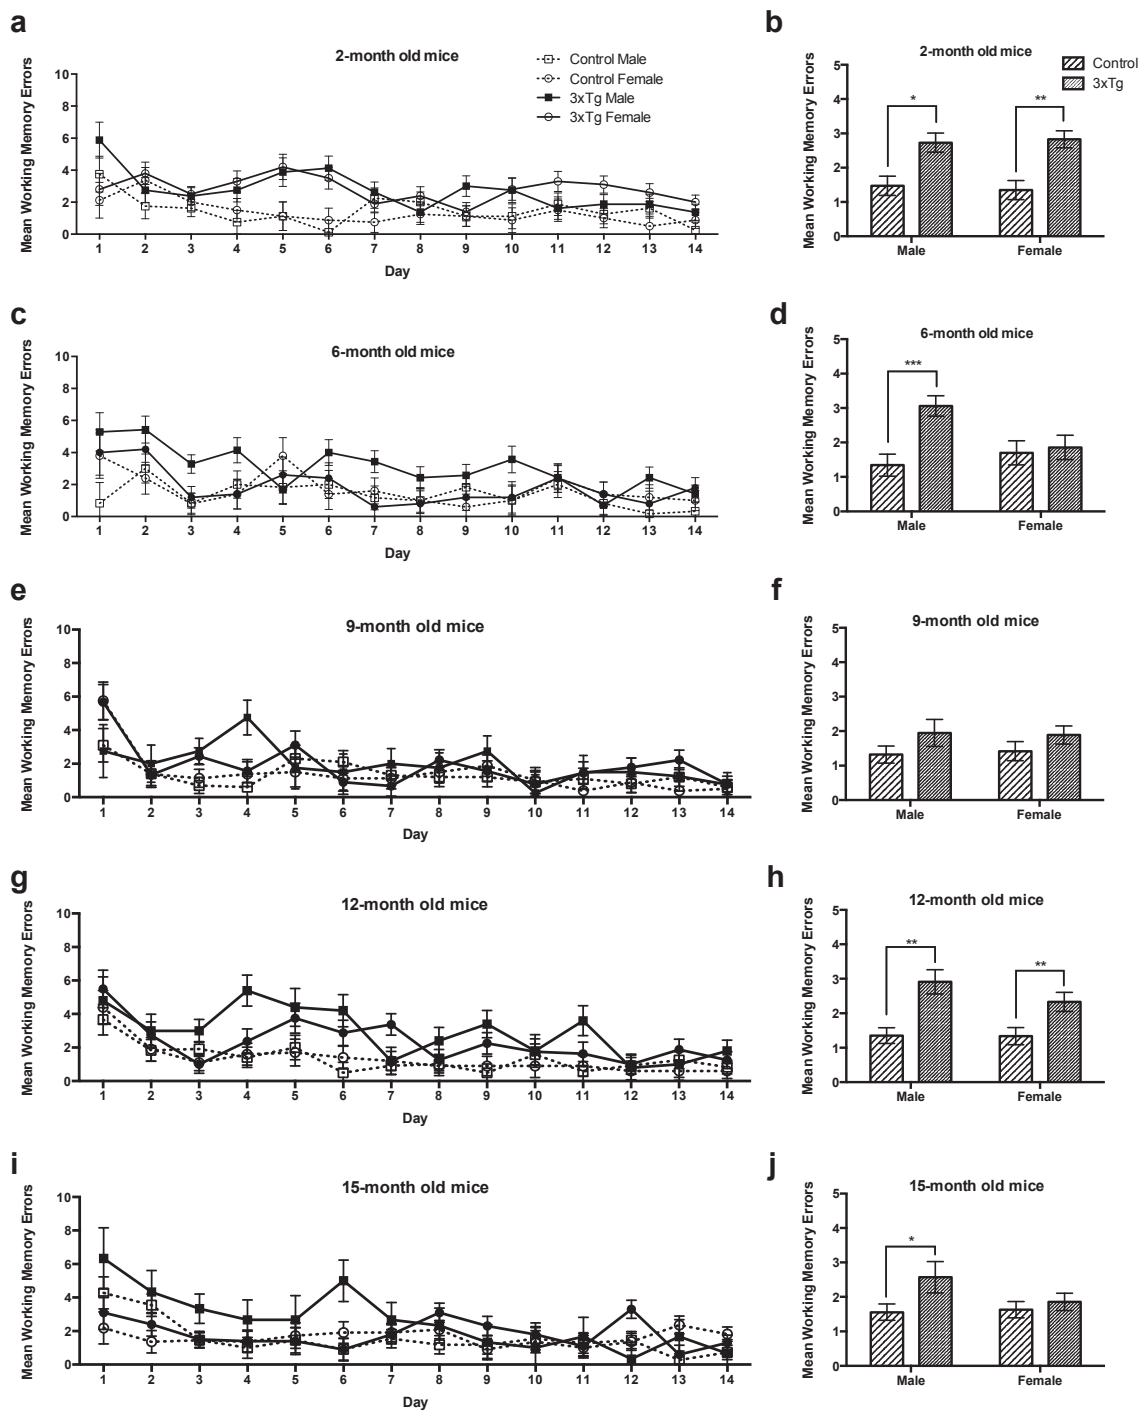 a
2-month old mice
Control Male
Control Female
3xTg Male
3xTg Female
Mean Working Memory Errors
10
8
6
4
2
0
1 2 3 4 5 6 7 8 9 10 11 12 13 14
Day
b
2-month old mice
Control
3xTg
Mean Working Memory Errors
5
4
3
2
1
0
*
**
Male Female
c
6-month old mice
Mean Working Memory Errors
10
8
6
4
2
0
1 2 3 4 5 6 7 8 9 10 11 12 13 14
Day
d
6-month old mice
Mean Working Memory Errors
5
4
3
2
1
0
***
Male Female
e
9-month old mice
Mean Working Memory Errors
10
8
6
4
2
0
1 2 3 4 5 6 7 8 9 10 11 12 13 14
Day
f
9-month old mice
Mean Working Memory Errors
5
4
3
2
1
0
Male Female
g
12-month old mice
Mean Working Memory Errors
10
8
6
4
2
0
1 2 3 4 5 6 7 8 9 10 11 12 13 14
Day
h
12-month old mice
Mean Working Memory Errors
5
4
3
2
1
0
**
**
Male Female
i
15-month old mice
Mean Working Memory Errors
10
8
6
4
2
0
1 2 3 4 5 6 7 8 9 10 11 12 13 14
Day
j
15-month old mice
Mean Working Memory Errors
5
4
3
2
1
0
*
Male Female